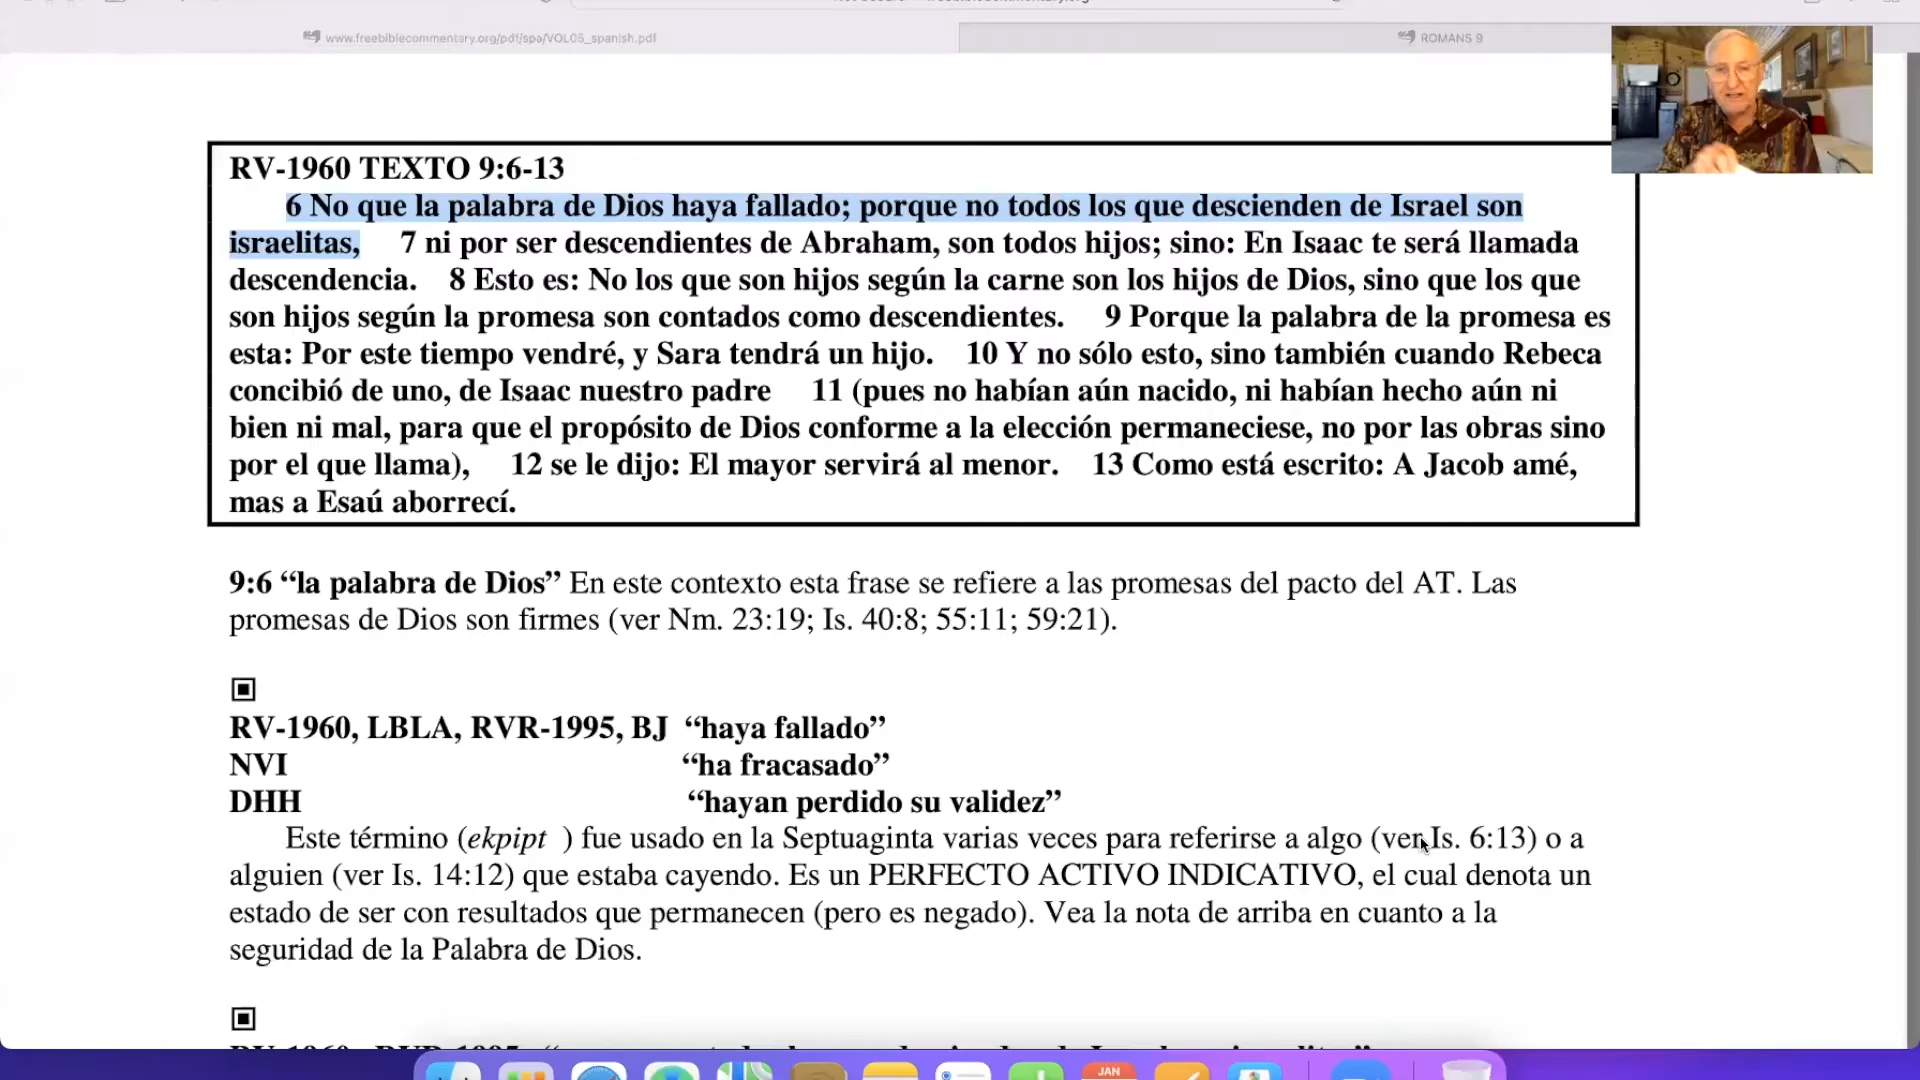 www.freebiblecommentary.org/pdf/spa/VOL05_spanish.pdf
ROMANS 9
RV-1960 TEXTO 9:6-13
6 No que la palabra de Dios haya fallado; porque no todos los que descienden de Israel son
israelitas, 7 ni por ser descendientes de Abraham, son todos hijos; sino: En Isaac te será llamada
descendencia. 8 Esto es: No los que son hijos según la carne son los hijos de Dios, sino que los que
son hijos según la promesa son contados como descendientes. 9 Porque la palabra de la promesa es
esta: Por este tiempo vendré, y Sara tendrá un hijo. 10 Y no sólo esto, sino también cuando Rebeca
concibió de uno, de Isaac nuestro padre 11 (pues no habían aún nacido, ni habían hecho aún ni
bien ni mal, para que el propósito de Dios conforme a la elección permaneciese, no por las obras sino
por el que llama), 12 se le dijo: El mayor servirá al menor. 13 Como está escrito: A Jacob amé,
mas a Esaú aborrecí.
9:6 “la palabra de Dios” En este contexto esta frase se refiere a las promesas del pacto del AT. Las
promesas de Dios son firmes (ver Nm. 23:19; Is. 40:8; 55:11; 59:21).
RV-1960, LBLA, RVR-1995, BJ “haya fallado”
NVI “ha fracasado”
DHH “hayan perdido su validez”
Este término (ekpipt ) fue usado en la Septuaginta varias veces para referirse a algo (ver Is. 6:13) o a
alguien (ver Is. 14:12) que estaba cayendo. Es un PERFECTO ACTIVO INDICATIVO, el cual denota un
estado de ser con resultados que permanecen (pero es negado). Vea la nota de arriba en cuanto a la
seguridad de la Palabra de Dios.
JAN